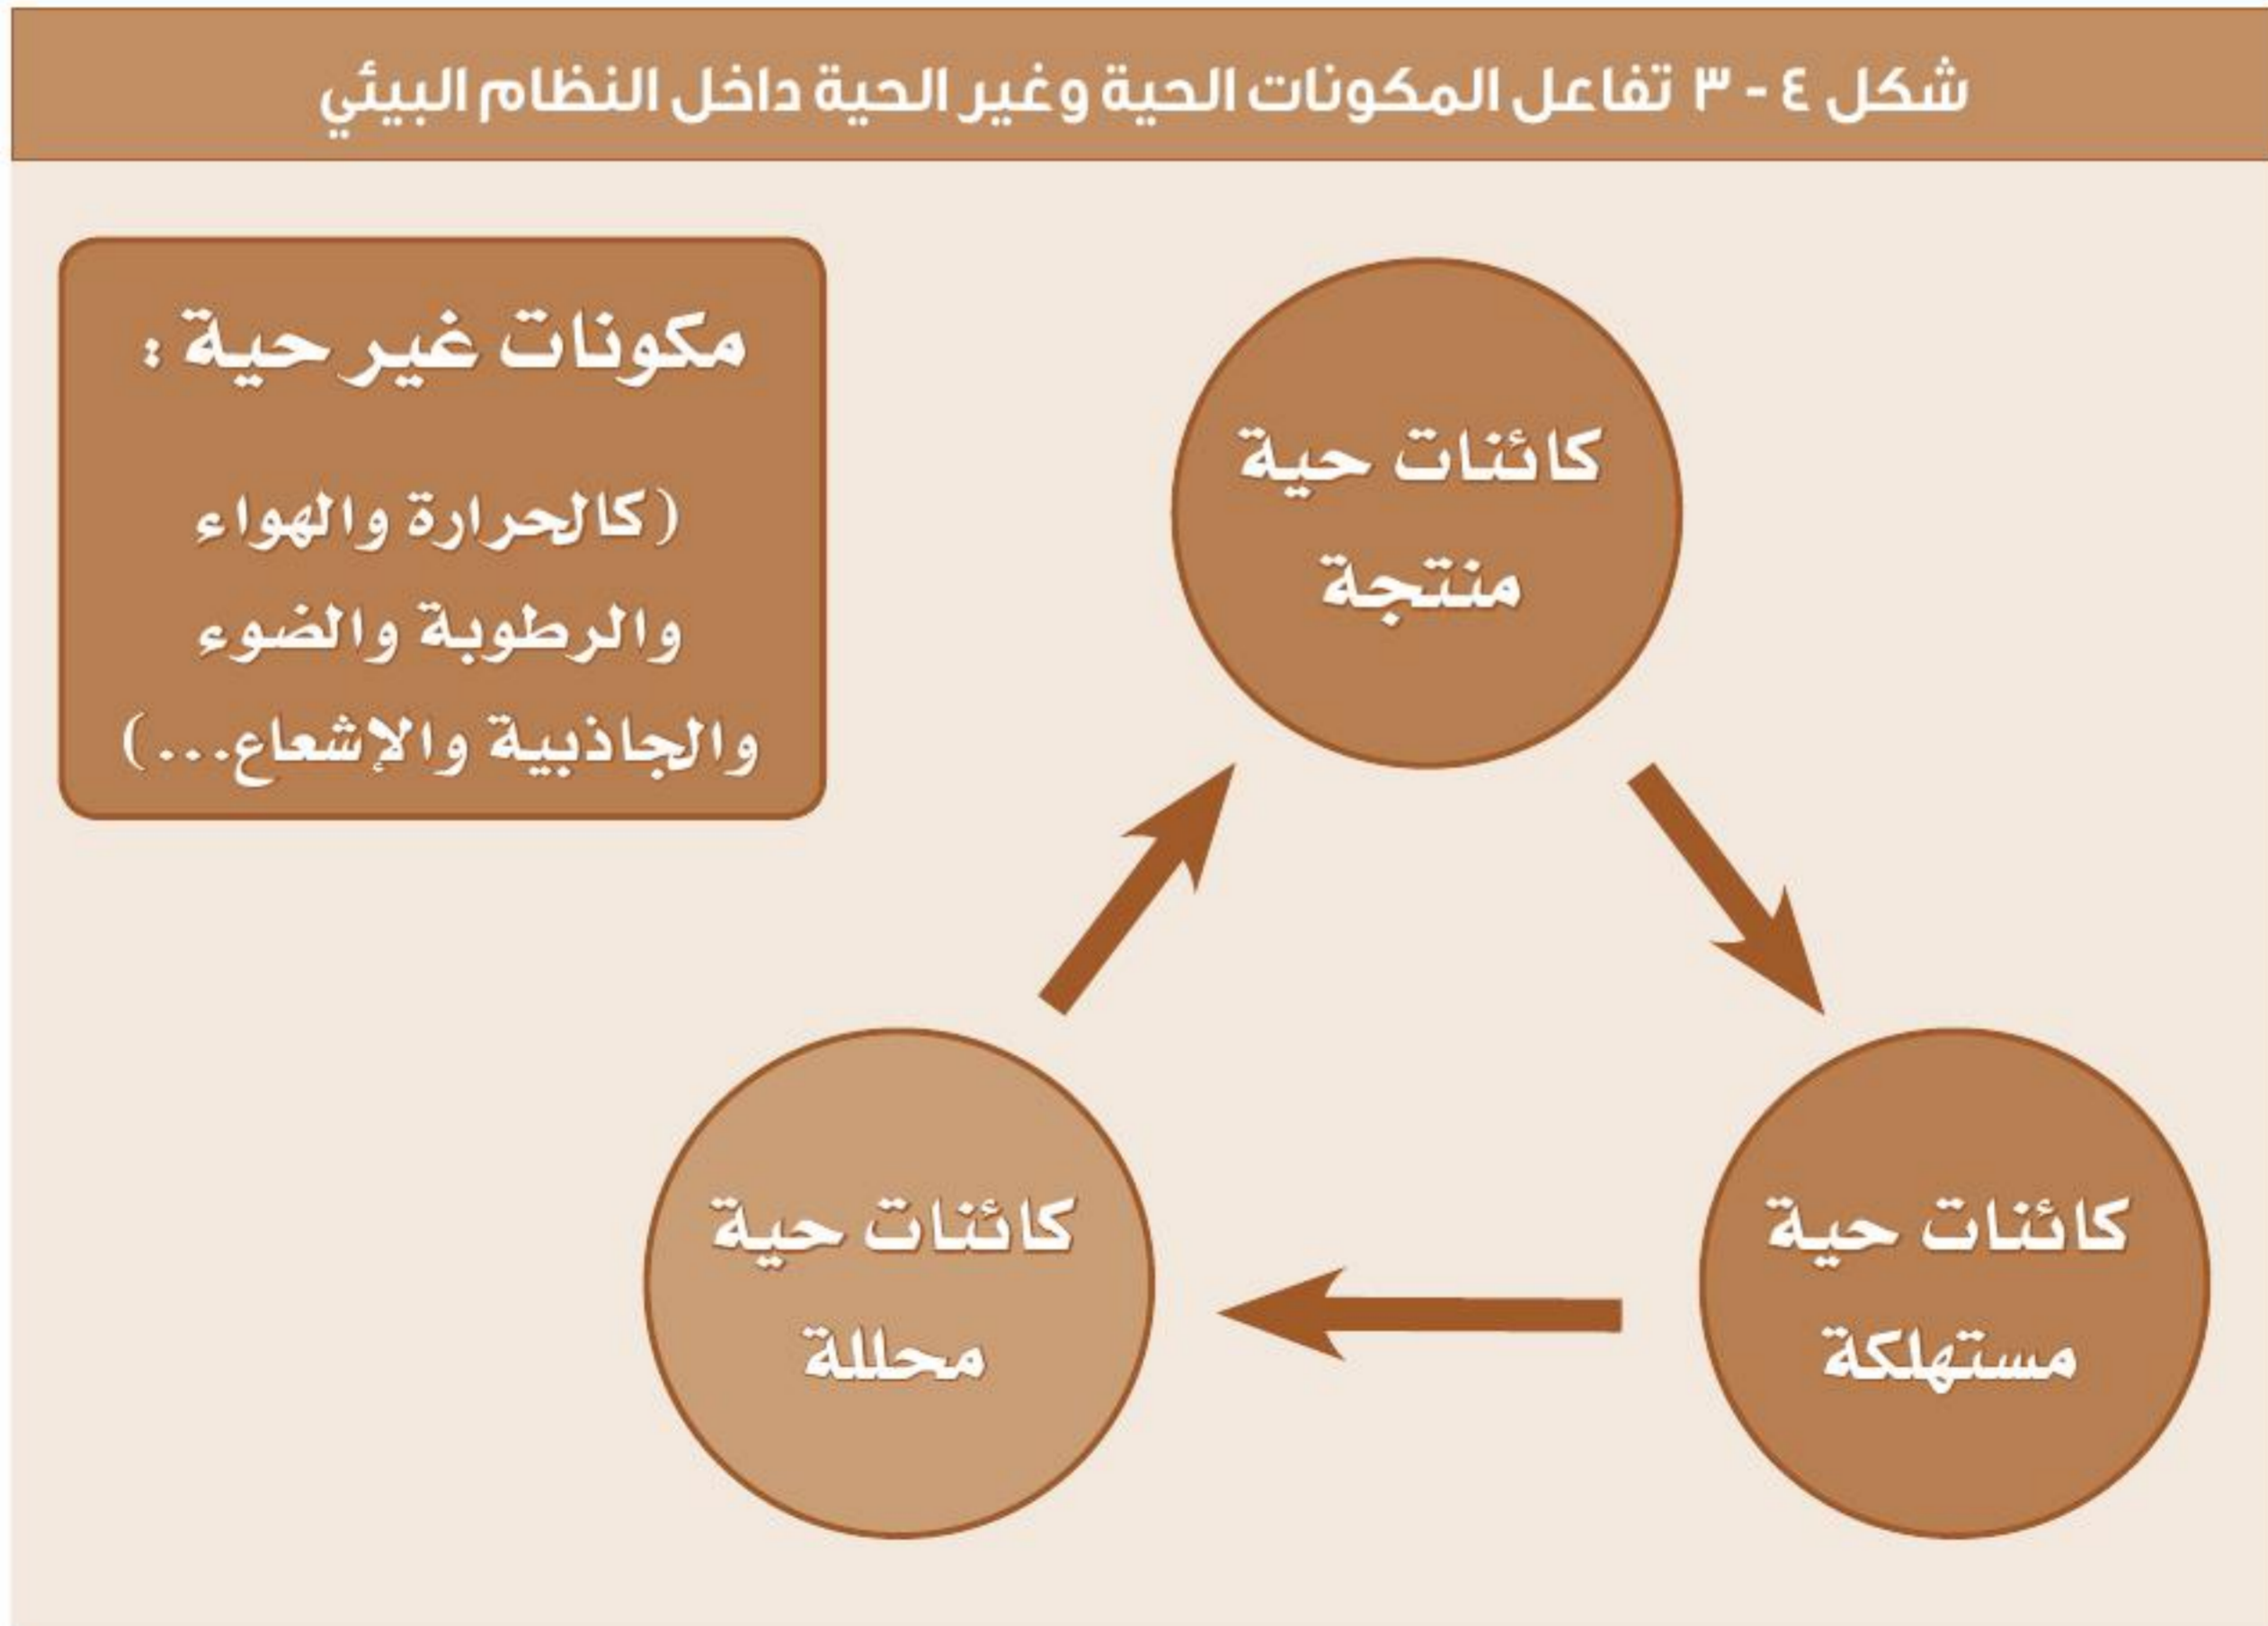 شكل ٤ - ٣ تفاعل المكونات الحية وغير الحية داخل النظام البيئي
كائنات حية
منتجة
مكونات غير حية :
(كالحرارة والهواء
والرطوبة والضوء
والجاذبية والإشعاع...)
كائنات حية
مستهلكة
كائنات حية
محللة